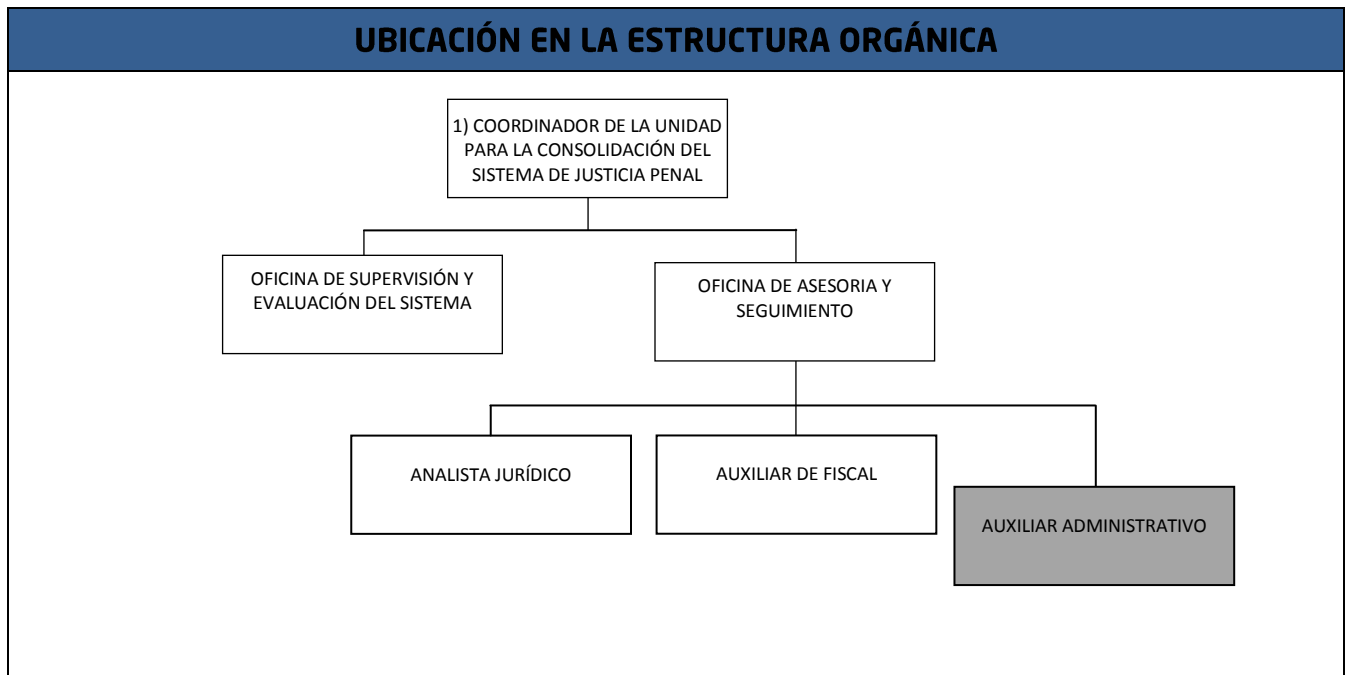 UBICACIÓN EN LA ESTRUCTURA ORGÁNICA
1) COORDINADOR DE LA UNIDAD
PARA LA CONSOLIDACIÓN DEL
SISTEMA DE JUSTICIA PENAL
OFICINA DE SUPERVISIÓN Y
EVALUACIÓN DEL SISTEMA
OFICINA DE ASESORIA Y
SEGUIMIENTO
ANALISTA JURÍDICO
AUXILIAR DE FISCAL
AUXILIAR ADMINISTRATIVO